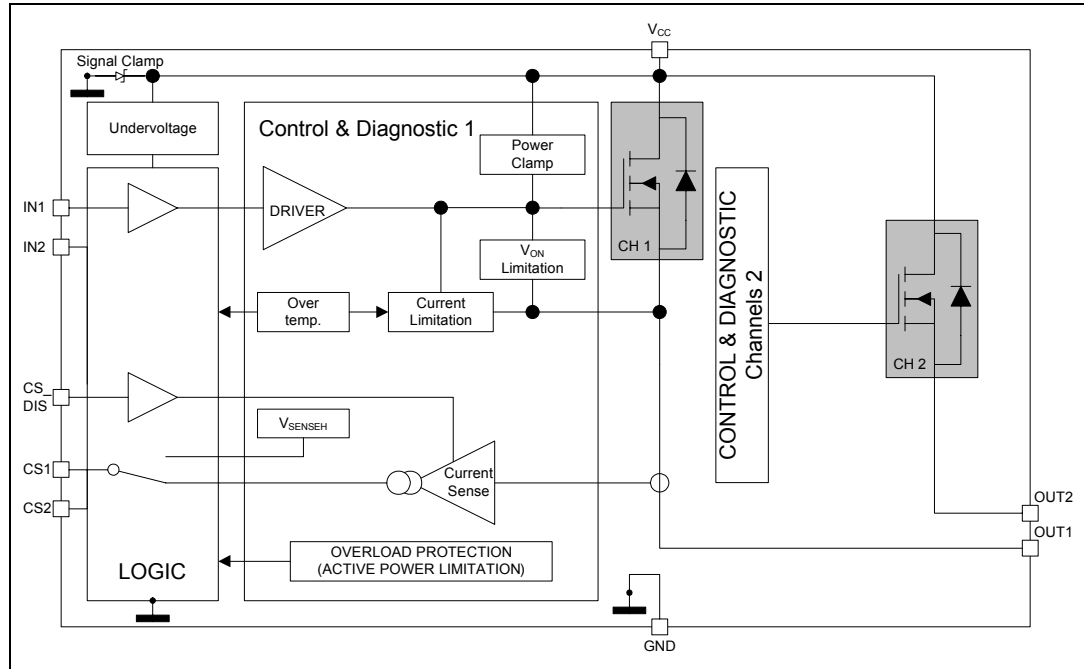 VCC
Signal Clamp
Undervoltage
Control & Diagnostic 1
Power
Clamp
IN1
DRIVER
IN2
VON
Limitation
CH 1
Over
temp.
Current
Limitation
CONTROL & DIAGNOSTIC
Channels 2
CH 2
CS_
DIS
VSENSEH
CS1
Current
Sense
CS2
OUT2
OUT1
OVERLOAD PROTECTION
(ACTIVE POWER LIMITATION)
LOGIC
GND